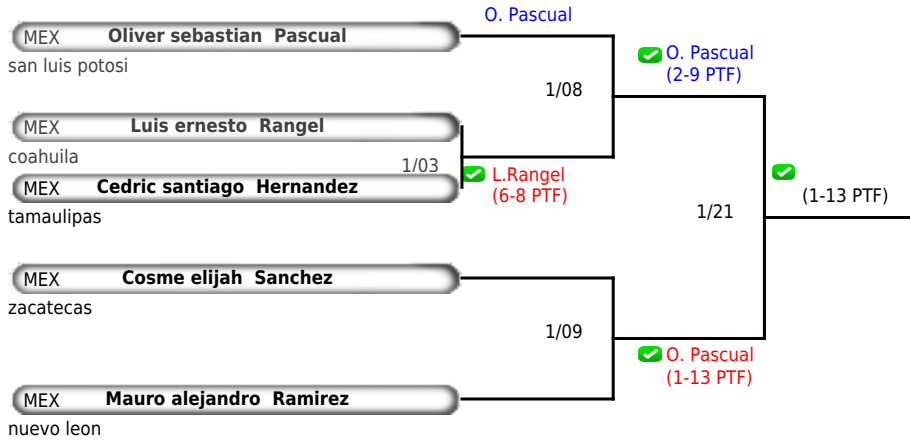 O. Pascual
MEX Oliver sebastian Pascual
san luis potosi
O. Pascual
(2-9 PTF)
1/08
MEX Luis ernesto Rangel
coahuila
1/03
L.Rangel
(6-8 PTF)
MEX Cedric santiago Hernandez
tamaulipas
(1-13 PTF)
1/21
MEX Cosme elijah Sanchez
zacatecas
1/09
O. Pascual
(1-13 PTF)
MEX Mauro alejandro Ramirez
nuevo leon